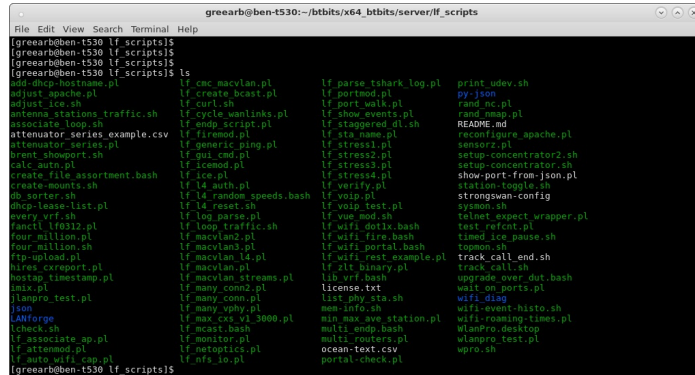 greearb@ben-t530:~/btbits/x64_btbits/server/lf_scripts
File Edit View Search Terminal Help
[greearb@ben-t530 lf_scripts]$
[greearb@ben-t530 lf_scripts]$
[greearb@ben-t530 lf_scripts]$
[greearb@ben-t530 lf_scripts]$ ls
add-dhcp-hostname.pl lf_cmc_macvlan.pl lf_parse_tshark_log.pl print_udev.sh
adjust_apache.pl lf_create_bcast.pl lf_portmod.pl py-json
adjust_ice.sh lf_curl.sh lf_port_walk.pl rand_nc.pl
antenna_stations_traffic.sh lf_cycle_wanlinks.pl lf_show_events.pl rand_nmap.pl
associate_loop.sh lf_endp_script.pl lf_staggered_dl.sh README.md
attenuator_series_example.csv lf_firemod.pl lf_sta_name.pl reconfigure_apache.pl
attenuator_series.pl lf_generic_ping.pl lf_stress1.pl sensorz.pl
brent_showport.sh lf_gui_cmd.pl lf_stress2.pl setup-concentrator2.sh
calc_autn.pl lf_icemod.pl lf_stress3.pl setup-concentrator.sh
create_file_assortment.bash lf_ice.pl lf_stress4.pl show-port-from-json.pl
create-mounts.sh lf_l4_auth.pl lf_verify.pl station-toggle.sh
db_sorter.sh lf_l4_random_speeds.bash lf_voip.pl strongswan-config
dhcp-lease-list.pl lf_l4_reset.sh lf_voip_test.pl sysmon.sh
every_vrf.sh lf_log_parse.pl lf_vue_mod.sh telnet_expect_wrapper.pl
fanctl_lf0312.pl lf_loop_traffic.sh lf_wifi_dot1x.bash test_refcnt.pl
four_million.pl lf_macvlan2.pl lf_wifi_fire.bash timed_ice_pause.sh
four_million.sh lf_macvlan3.pl lf_wifi_portal.bash topmon.sh
ftp-upload.pl lf_macvlan_l4.pl lf_wifi_rest_example.pl track_call_end.sh
hires_cxreport.pl lf_macvlan.pl lf_zlt_binary.pl track_call.sh
hostap_timestamp.pl lf_macvlan_streams.pl lib_vrf.bash upgrade_over_dut.bash
imix.pl lf_many_conn2.pl license.txt wait_on_ports.pl
jlanpro_test.pl lf_many_conn.pl list_phy_sta.sh wifi_diag
json lf_many_vphy.pl mem-info.sh wifi-event-histo.sh
LANforge lf_max_cxs_v1_3000.pl min_max_ave_station.pl wifi-roaming-times.pl
lcheck.sh lf_mcast.bash multi_endp.bash WlanPro.desktop
lf_associate_ap.pl lf_monitor.pl multi_routers.pl wlanpro_test.pl
lf_attenmod.pl lf_netoptics.pl ocean-text.csv wpro.sh
lf_auto_wifi_cap.pl lf_nfs_io.pl portal-check.pl
[greearb@ben-t530 lf_scripts]$